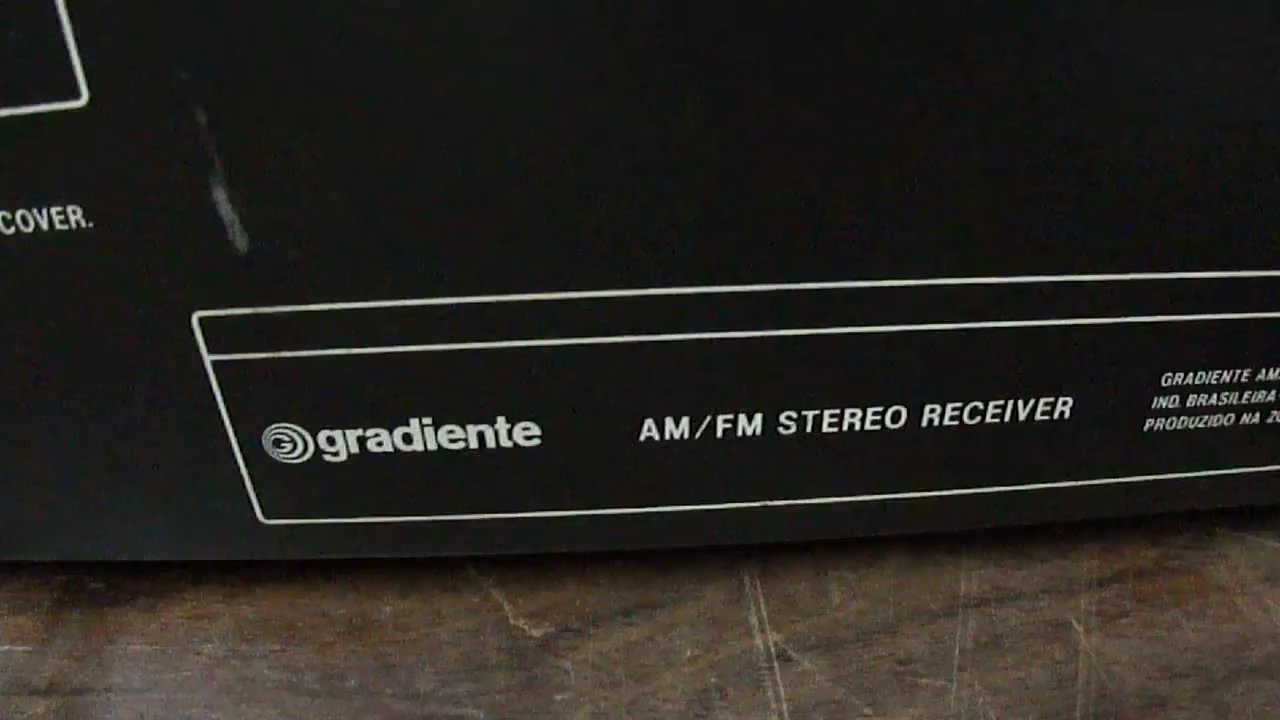 COVER.
gradiente
AM/FM STEREO RECEIVER
GRADIENTE AM
IND. BRASILEIRA
PRODUZIDO NA